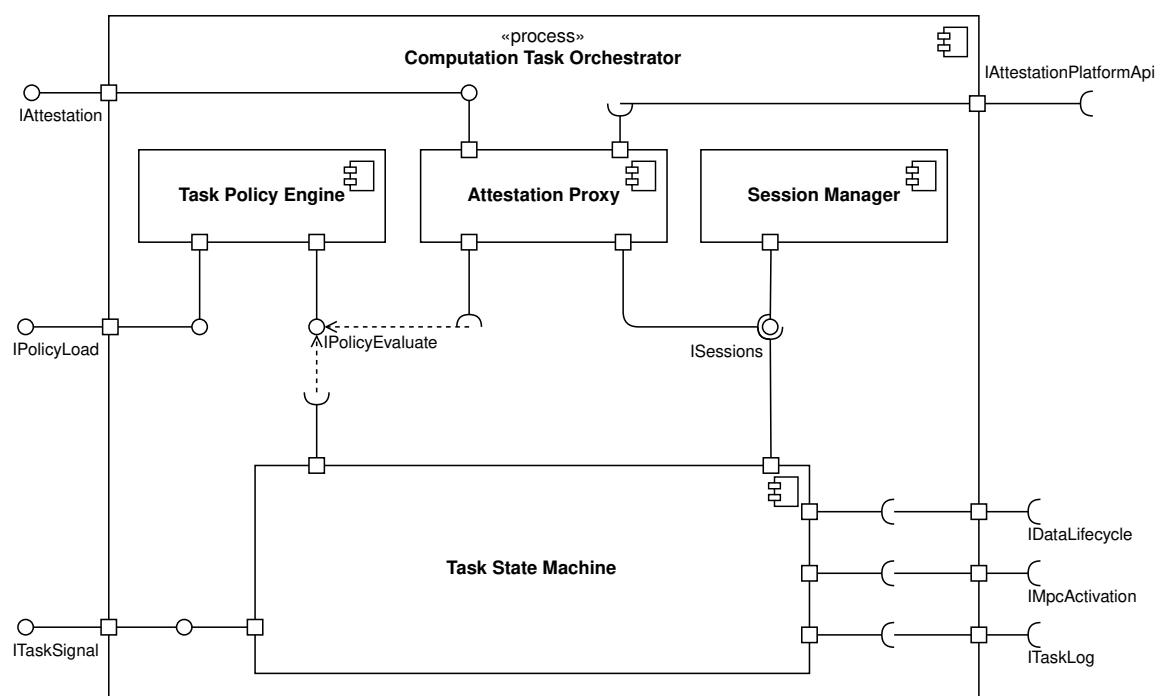 «process»
Computation Task Orchestrator
IAttestationPlatformApi
IAttestation
Task Policy Engine
Attestation Proxy
Session Manager
IPolicyLoad
IPolicyEvaluate
ISessions
IDataLifecycle
Task State Machine
IMpcActivation
ITaskSignal
ITaskLog